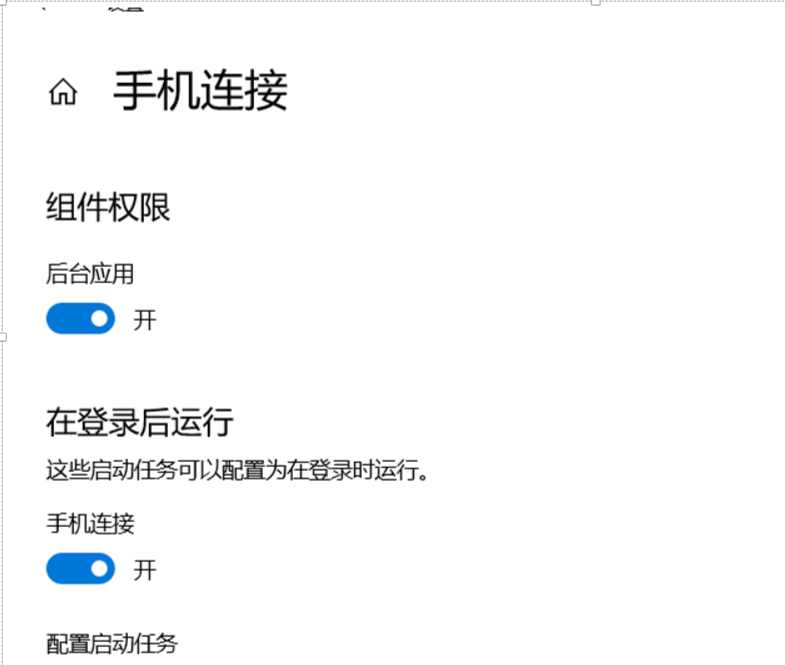 手机连接
组件权限
后台应用
开
在登录后运行
这些启动任务可以配置为在登录时运行。
手机连接
开
配置启动任务